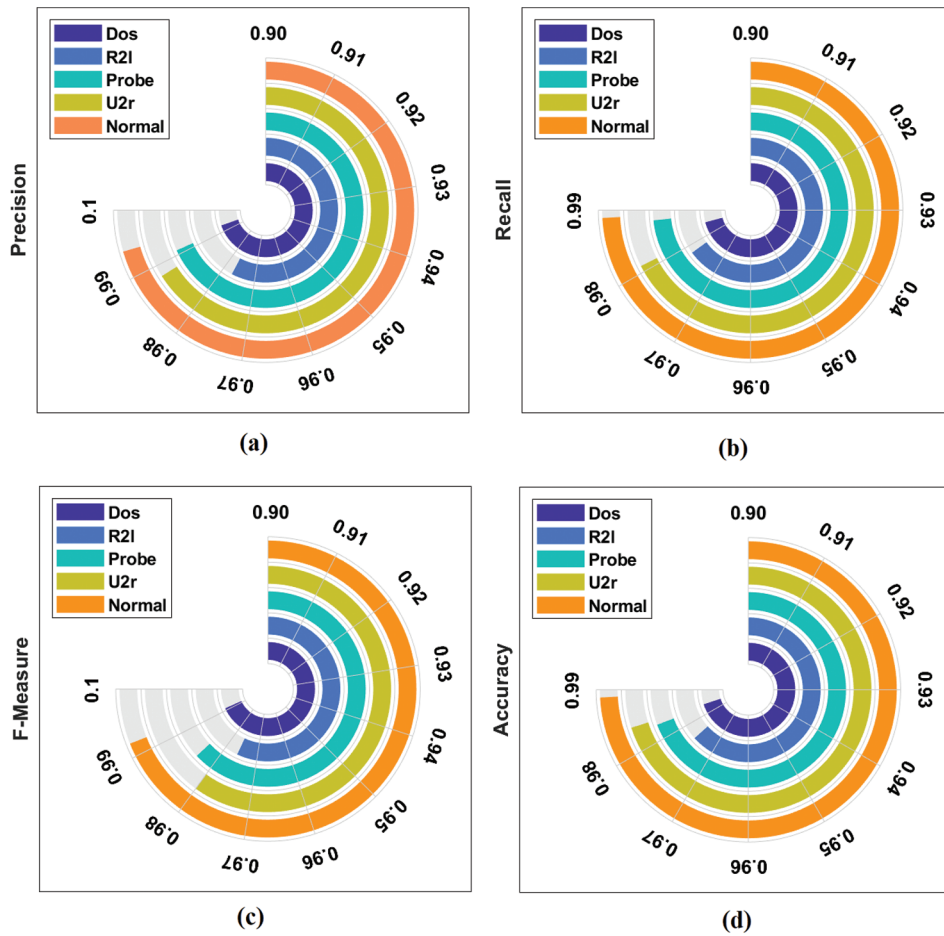 Dos
R2l
Probe
U2r
Normal
0.90
0.91
0.92
0.93
0.94
0.95
0.96
0.97
0.98
0.99
0.1
Precision
(a)
Dos
R2l
Probe
U2r
Normal
0.90
0.91
0.92
0.93
0.94
0.95
0.96
0.97
0.98
0.99
Recall
(b)
Dos
R2l
Probe
U2r
Normal
0.90
0.91
0.92
0.93
0.94
0.95
0.96
0.97
0.98
0.99
0.1
F-Measure
(c)
Dos
R2l
Probe
U2r
Normal
0.90
0.91
0.92
0.93
0.94
0.95
0.96
0.97
0.98
0.99
Accuracy
(d)